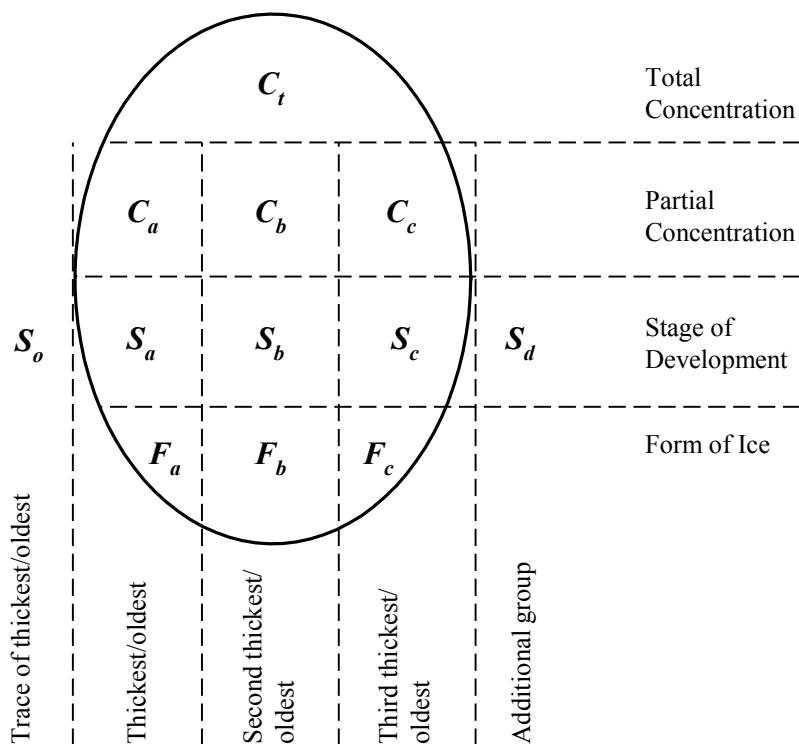 C_t
Total
Concentration
C_a C_b C_c
Partial
Concentration
S_o S_a S_b S_c S_d
Stage of
Development
F_a F_b F_c
Form of Ice
Trace of thickest/oldest
Thickest/oldest
Second thickest/
oldest
Third thickest/
oldest
Additional group